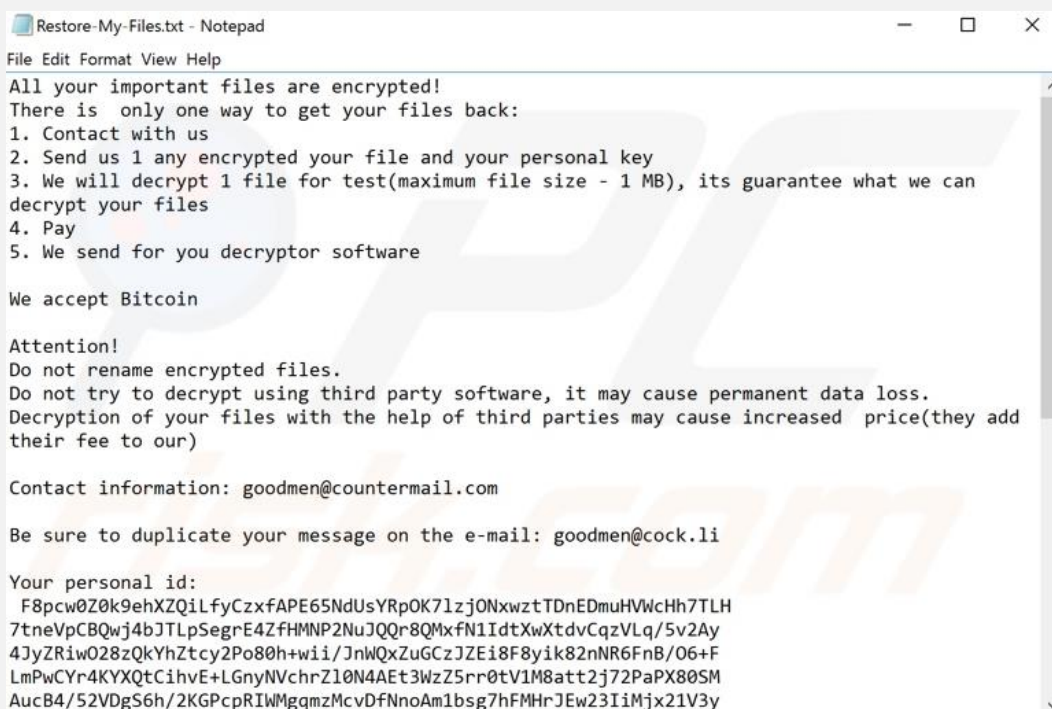 Restore-My-Files.txt - Notepad
File Edit Format View Help
All your important files are encrypted!
There is  only one way to get your files back:
1. Contact with us
2. Send us 1 any encrypted your file and your personal key
3. We will decrypt 1 file for test(maximum file size - 1 MB), its guarantee what we can
decrypt your files
4. Pay
5. We send for you decryptor software
We accept Bitcoin
Attention!
Do not rename encrypted files.
Do not try to decrypt using third party software, it may cause permanent data loss.
Decryption of your files with the help of third parties may cause increased  price(they add
their fee to our)
Contact information: goodmen@countermail.com
Be sure to duplicate your message on the e-mail: goodmen@cock.li
Your personal id:
F8pcw0Z0k9ehXZQiLfyCzxfAPE65NdUsYRpOK7lzjONxwztTDnEDmuHVWcHh7TLH
7tneVpCBQwj4bJTLpSegrE4ZfHMNP2NuJQQr8QMxfN1IdtXwXtdvCqzVLq/5v2Ay
4JyZRiwO28zQkYhZtcy2Po80h+wii/JnWQxZuGCzJZEi8F8yik82nNR6FnB/O6+F
LmPwCYr4KYXQtCihvE+LGnyNVchrZl0N4AEt3WzZ5rr0tV1M8att2j72PaPX80SM
AucB4/52VDgS6h/2KGPcpRIWMgqmzMcvDfNnoAm1bsg7hFMHrJEw23IiMjx21V3y
PC
risk.com